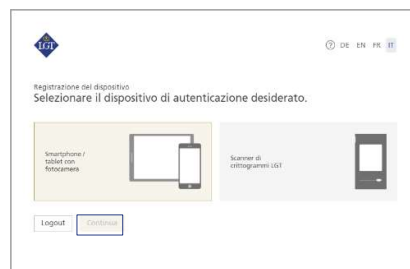 LGT
? DE EN FR IT
Registrazione del dispositivo
Selezionare il dispositivo di autenticazione desiderato.
Smartphone /
tablet con
fotocamera
Scanner di
crittogrammi LGT
Logout Continua